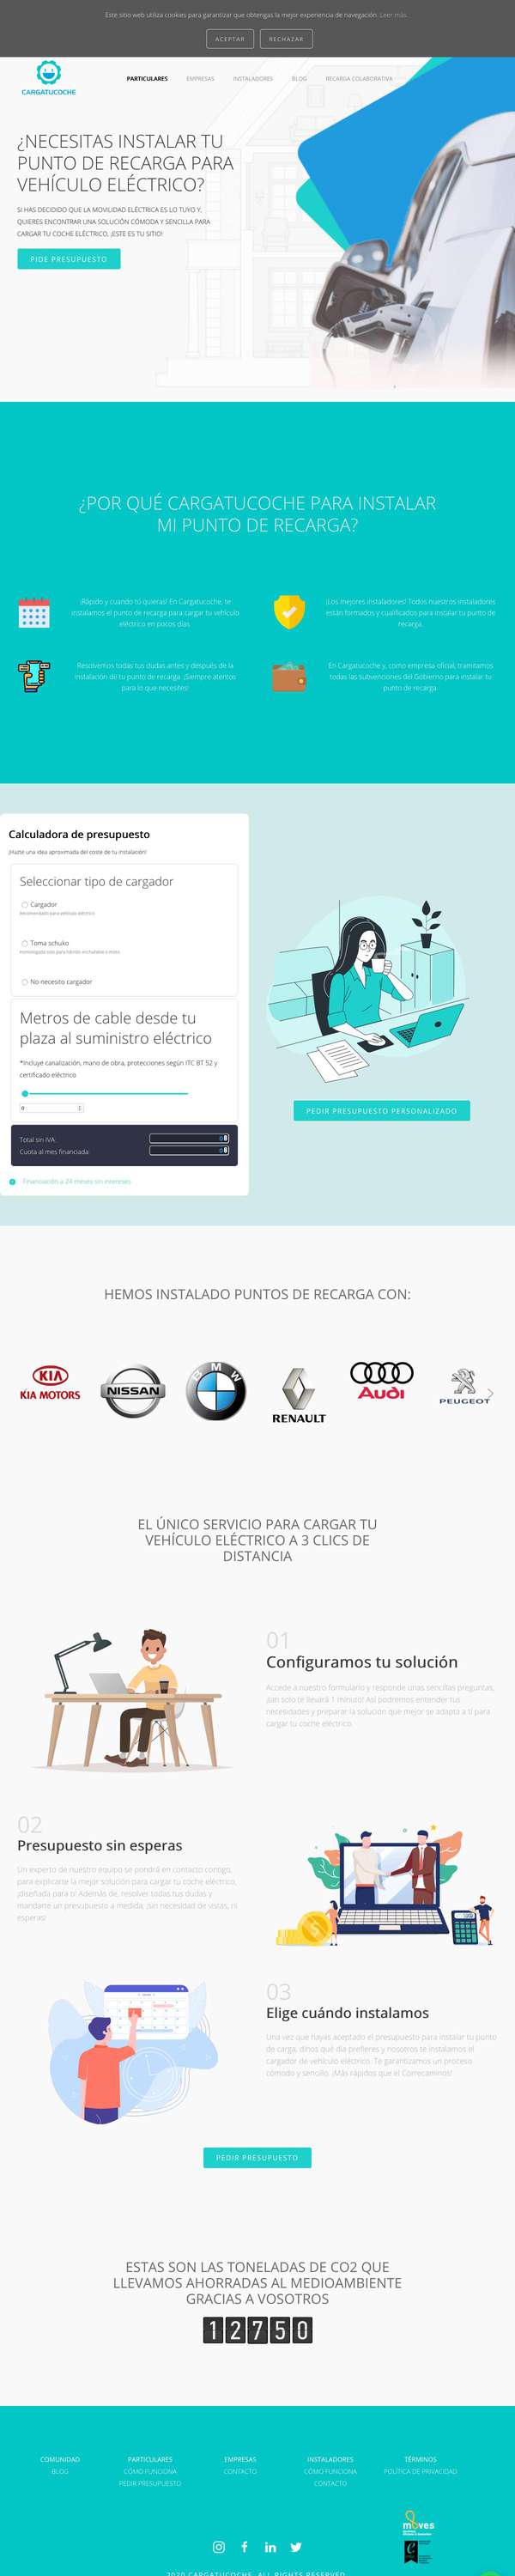 Este sitio web utiliza cookies para garantizar que obtengas la mejor experiencia de navegación. Leer más
ACEPTAR
RECHAZAR
CARGATUCOCHE
PARTICULARES
EMPRESAS
INSTALADORES
BLOG
RECARGA COLABORATIVA
¿NECESITAS INSTALAR TU
PUNTO DE RECARGA PARA
VEHÍCULO ELÉCTRICO?
SI HAS DECIDIDO QUE LA MOVILIDAD ELÉCTRICA ES LO TUYO Y,
QUIERES ENCONTRAR UNA SOLUCIÓN CÓMODA Y SENCILLA PARA
CARGAR TU COCHE ELÉCTRICO, ¡ESTE ES TU SITIO!
PIDE PRESUPUESTO
¿POR QUÉ CARGATUCOCHE PARA INSTALAR
MI PUNTO DE RECARGA?
¡Rápido y cuando tú quieras! En Cargatucoche, te
instalamos el punto de recarga para cargar tu vehículo
eléctrico en pocos días.
¡Los mejores instaladores! Todos nuestros instaladores
están formados y cualificados para instalar tu punto de
recarga.
Resolvemos todas tus dudas antes y después de la
instalación de tu punto de recarga. ¡Siempre atentos
para lo que necesites!
En Cargatucoche y, como empresa oficial, tramitamos
todas las subvenciones del Gobierno para instalar tu
punto de recarga.
Calculadora de presupuesto
¡Hazte una idea aproximada del coste de tu instalación!
Seleccionar tipo de cargador
Cargador
Recomendado para vehículo eléctrico
Toma schuko
Homologada solo para híbrido enchufable o moto
No necesito cargador
Metros de cable desde tu
plaza al suministro eléctrico
*Incluye canalización, mano de obra, protecciones según ITC BT 52 y
certificado eléctrico
0
Total sin IVA:
0
Cuota al mes financiada:
0
Financiación a 24 meses sin intereses
PEDIR PRESUPUESTO PERSONALIZADO
HEMOS INSTALADO PUNTOS DE RECARGA CON:
KIA
KIA MOTORS
NISSAN
BMW
RENAULT
Audi
PEUGEOT
EL ÚNICO SERVICIO PARA CARGAR TU
VEHÍCULO ELÉCTRICO A 3 CLICS DE
DISTANCIA
01
Configuramos tu solución
Accede a nuestro formulario y responde unas sencillas preguntas,
¡tan solo te llevará 1 minuto! Así podremos entender tus
necesidades y preparar la solución que mejor se adapta a ti para
cargar tu coche eléctrico.
02
Presupuesto sin esperas
Un experto de nuestro equipo se pondrá en contacto contigo,
para explicarte la mejor solución para cargar tu coche eléctrico,
¡diseñada para ti! Además de, resolver todas tus dudas y
mandarte un presupuesto a medida, ¡sin necesidad de visitas, ni
esperas!
03
Elige cuándo instalamos
Una vez que hayas aceptado el presupuesto para instalar tu punto
de carga, dinos qué día prefieres y nosotros te instalamos el
cargador de vehículo eléctrico. Te garantizamos un proceso
cómodo y sencillo. ¡Más rápidos que el Correcaminos!
PEDIR PRESUPUESTO
ESTAS SON LAS TONELADAS DE CO2 QUE
LLEVAMOS AHORRADAS AL MEDIOAMBIENTE
GRACIAS A VOSOTROS
12750
COMUNIDAD
BLOG
PARTICULARES
CÓMO FUNCIONA
PEDIR PRESUPUESTO
EMPRESAS
CONTACTO
INSTALADORES
CÓMO FUNCIONA
CONTACTO
TÉRMINOS
POLÍTICA DE PRIVACIDAD
moves
2020 CARGATUCOCHE. ALL RIGHTS RESERVED